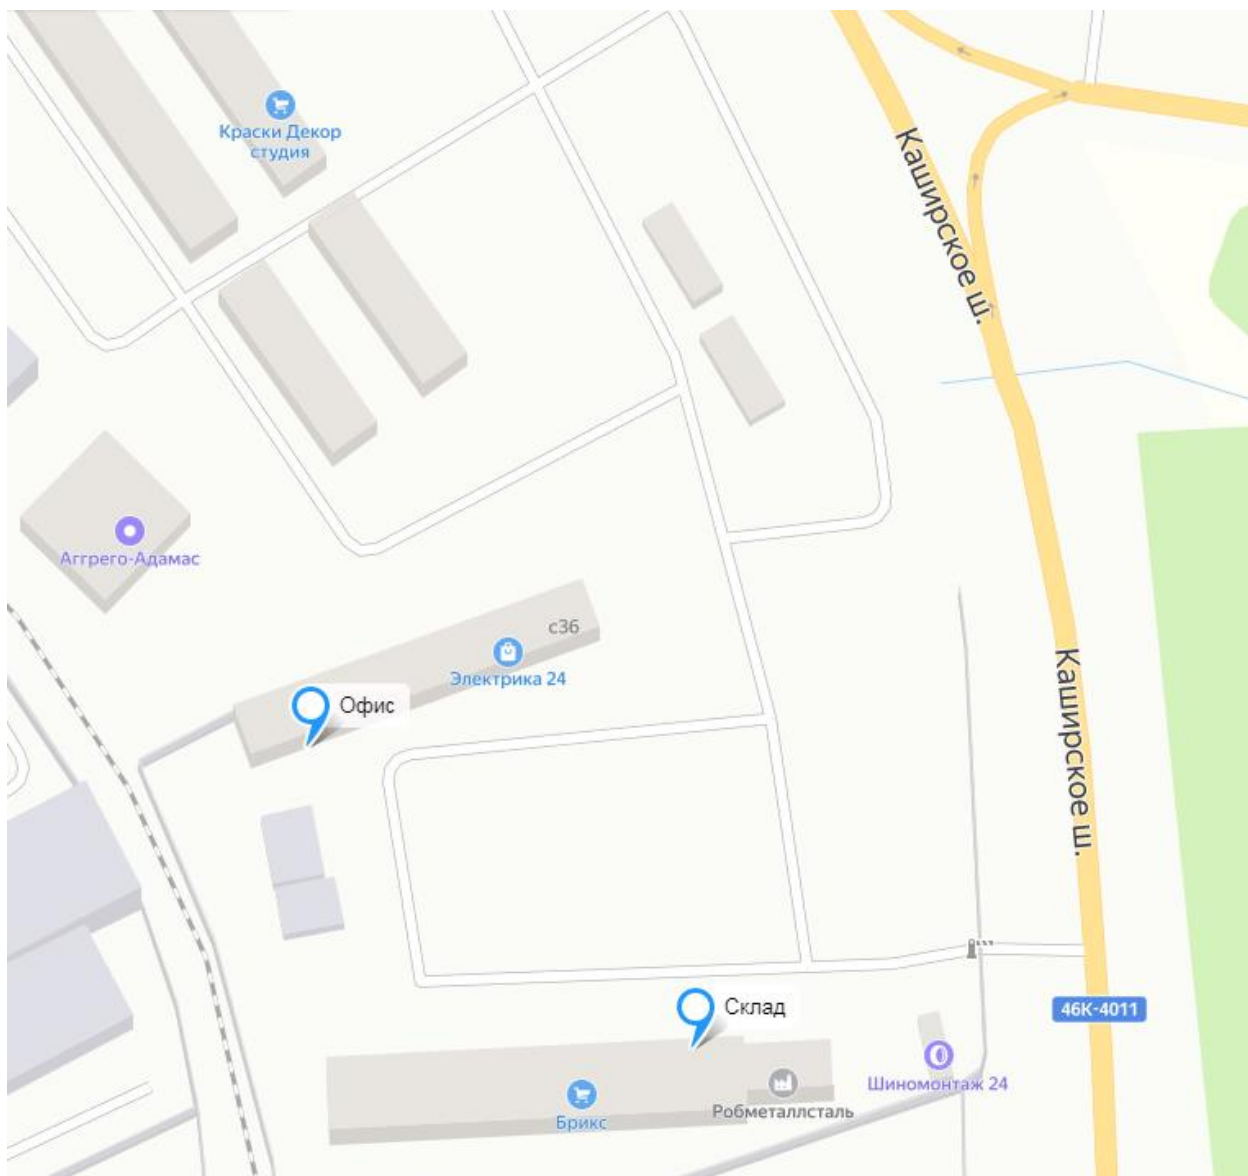 Краски Декор
студия
Каширское ш.
Аггрего-Адамас
с36
Электрика 24
Офис
Каширское ш.
Склад
46К-4011
Шиномонтаж 24
Робметаллсталь
Брикс